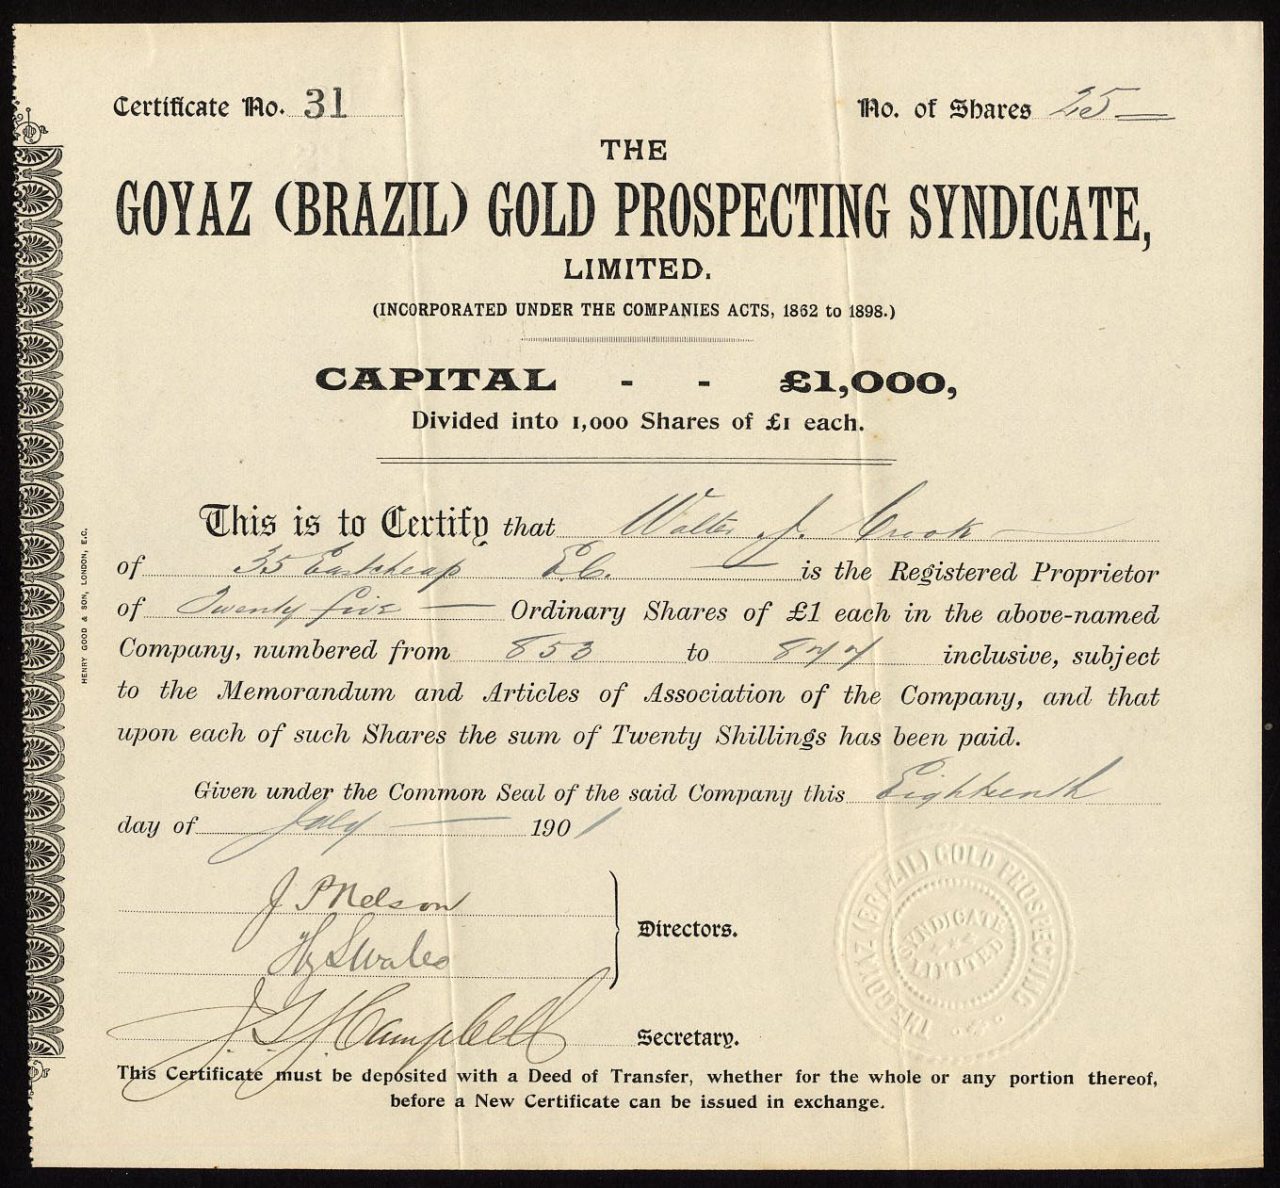 Certificate No. 31
No. of Shares 25
THE
GOYAZ (BRAZIL) GOLD PROSPECTING SYNDICATE,
LIMITED.
(INCORPORATED UNDER THE COMPANIES ACTS, 1862 to 1898.)
CAPITAL - - £1,000,
Divided into 1,000 Shares of £1 each.
This is to Certify that Walter J. Crook
of 35 Eastcheap E.C. is the Registered Proprietor
of Twenty five Ordinary Shares of £1 each in the above-named
Company, numbered from 853 to 877 inclusive, subject
to the Memorandum and Articles of Association of the Company, and that
upon each of such Shares the sum of Twenty Shillings has been paid.
Given under the Common Seal of the said Company this Eighteenth
day of July 1901
J. P. Nelson
Hy Swales
Directors.
J. G. J. Campbell
Secretary.
THE GOYAZ (BRAZIL) GOLD PROSPECTING
SYNDICATE
LIMITED
This Certificate must be deposited with a Deed of Transfer, whether for the whole or any portion thereof,
before a New Certificate can be issued in exchange.
HENRY GOOD & SON, LONDON, E.C.